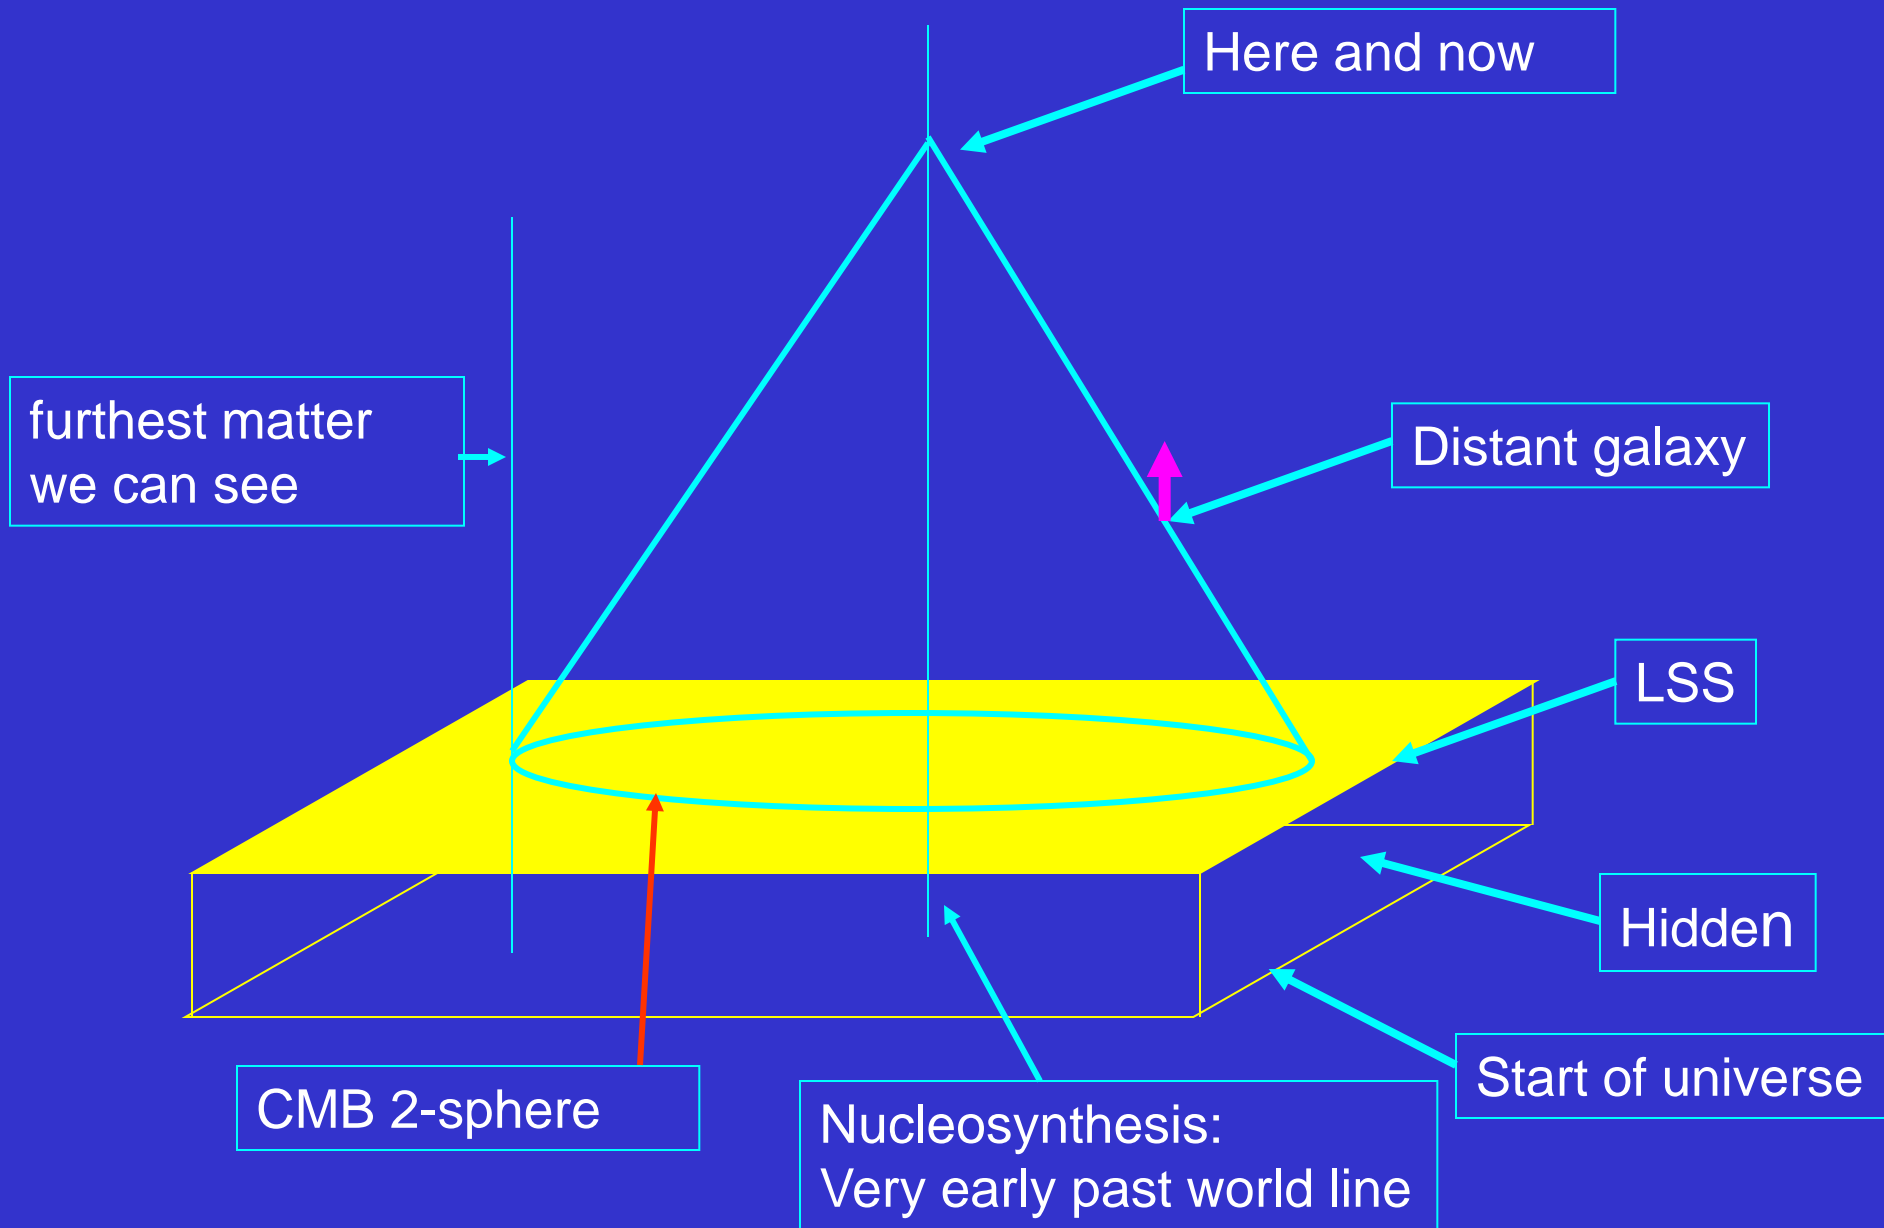 Here and now
furthest matter
we can see
Distant galaxy
LSS
Hidden
Start of universe
CMB 2-sphere
Nucleosynthesis:
Very early past world line